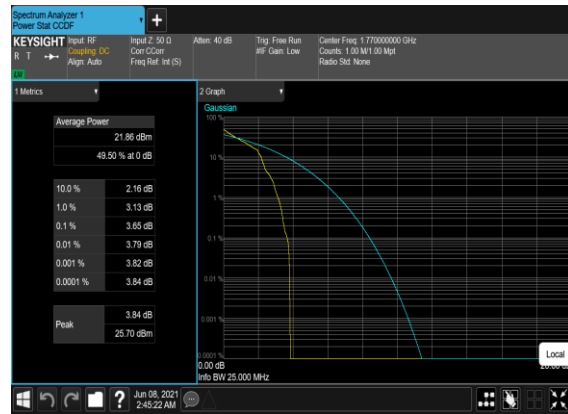 Spectrum Analyzer 1
Power Stat CCDF
KEYSIGHT
R T
LXI
Input: RF
Coupling: DC
Align: Auto
Input Z: 50 Ω
Corr CCorr
Freq Ref: Int (S)
Atten: 40 dB
Trig: Free Run
#IF Gain: Low
Center Freq: 1.770000000 GHz
Counts: 1.00 M/1.00 Mpt
Radio Std: None
1 Metrics
Average Power
21.86 dBm
49.50 % at 0 dB
10.0 % 2.16 dB
1.0 % 3.13 dB
0.1 % 3.65 dB
0.01 % 3.79 dB
0.001 % 3.82 dB
0.0001 % 3.84 dB
Peak 3.84 dB
25.70 dBm
2 Graph
Gaussian
100 %
10 %
1 %
0.1 %
0.01 %
0.001 %
0.0001 %
0.00 dB
Info BW 25.000 MHz
Local
?
Jun 08, 2021
2:45:22 AM